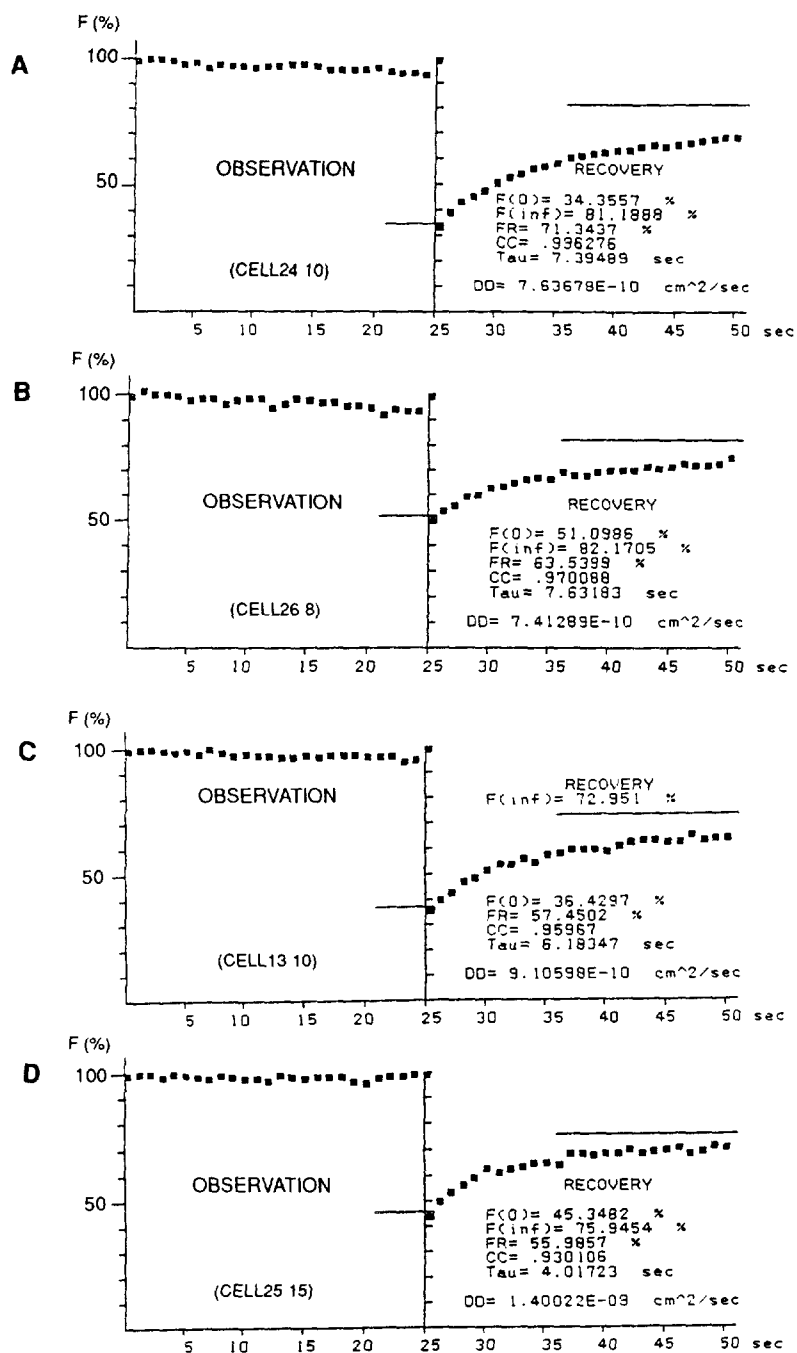 F (%)
A
100
50
OBSERVATION
(CELL24 10)
RECOVERY
F(0)= 34.3557 %
F(inf)= 81.1888 %
FR= 71.3437 %
CC= .996276
Tau= 7.39489 sec
DD= 7.63678E-10 cm^2/sec
5 10 15 20 25 30 35 40 45 50 sec
F (%)
B
100
50
OBSERVATION
(CELL26 8)
RECOVERY
F(0)= 51.0986 %
F(inf)= 82.1705 %
FR= 63.5399 %
CC= .970088
Tau= 7.63183 sec
DD= 7.41289E-10 cm^2/sec
5 10 15 20 25 30 35 40 45 50 sec
F (%)
C
100
50
OBSERVATION
(CELL13 10)
RECOVERY
F(inf)= 72.951 %
F(0)= 36.4297 %
FR= 57.4502 %
CC= .95967
Tau= 6.18347 sec
DD= 9.10598E-10 cm^2/sec
5 10 15 20 25 30 35 40 45 50 sec
F (%)
D
100
50
OBSERVATION
(CELL25 15)
RECOVERY
F(0)= 45.3482 %
F(inf)= 75.9454 %
FR= 55.9857 %
CC= .930106
Tau= 4.01723 sec
DD= 1.40022E-09 cm^2/sec
5 10 15 20 25 30 35 40 45 50 sec